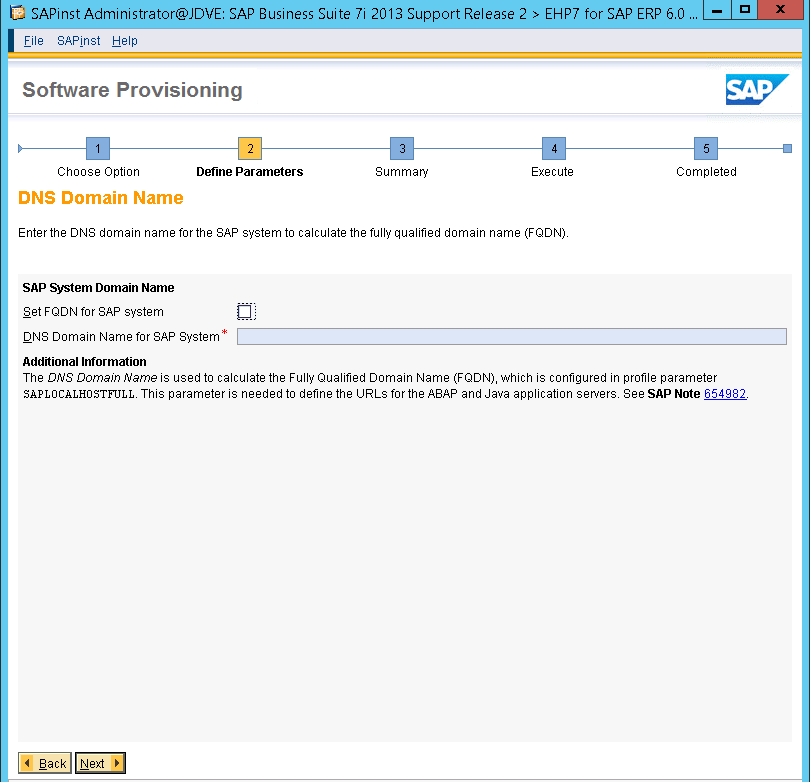 SAPinst Administrator@JDVE: SAP Business Suite 7i 2013 Support Release 2 > EHP7 for SAP ERP 6.0 ...
File SAPinst Help
Software Provisioning
SAP
1 2 3 4 5
Choose Option Define Parameters Summary Execute Completed
DNS Domain Name
Enter the DNS domain name for the SAP system to calculate the fully qualified domain name (FQDN).
SAP System Domain Name
Set FQDN for SAP system
DNS Domain Name for SAP System*
Additional Information
The DNS Domain Name is used to calculate the Fully Qualified Domain Name (FQDN), which is configured in profile parameter
SAPLOCALHOSTFULL. This parameter is needed to define the URLs for the ABAP and Java application servers. See SAP Note 654982.
Back Next